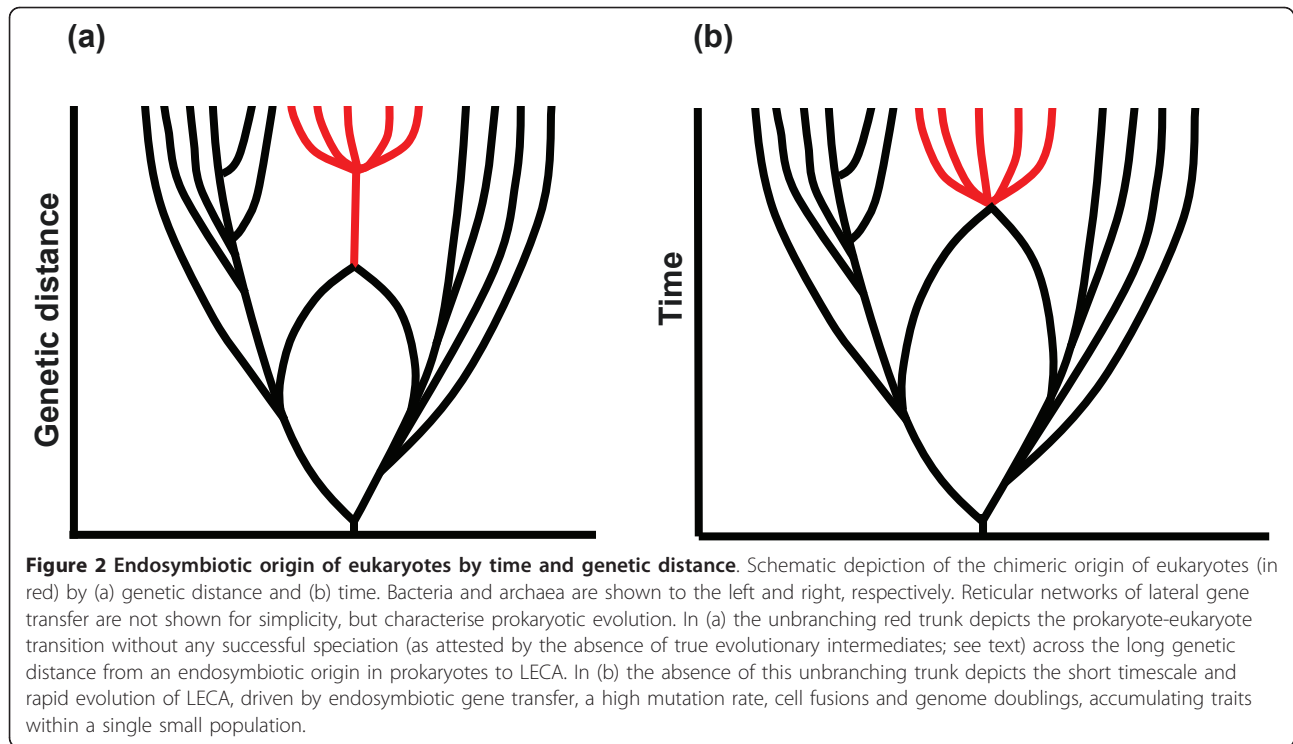 (a)
(b)
Genetic distance
Time
Figure 2 Endosymbiotic origin of eukaryotes by time and genetic distance. Schematic depiction of the chimeric origin of eukaryotes (in
red) by (a) genetic distance and (b) time. Bacteria and archaea are shown to the left and right, respectively. Reticular networks of lateral gene
transfer are not shown for simplicity, but characterise prokaryotic evolution. In (a) the unbranching red trunk depicts the prokaryote-eukaryote
transition without any successful speciation (as attested by the absence of true evolutionary intermediates; see text) across the long genetic
distance from an endosymbiotic origin in prokaryotes to LECA. In (b) the absence of this unbranching trunk depicts the short timescale and
rapid evolution of LECA, driven by endosymbiotic gene transfer, a high mutation rate, cell fusions and genome doublings, accumulating traits
within a single small population.